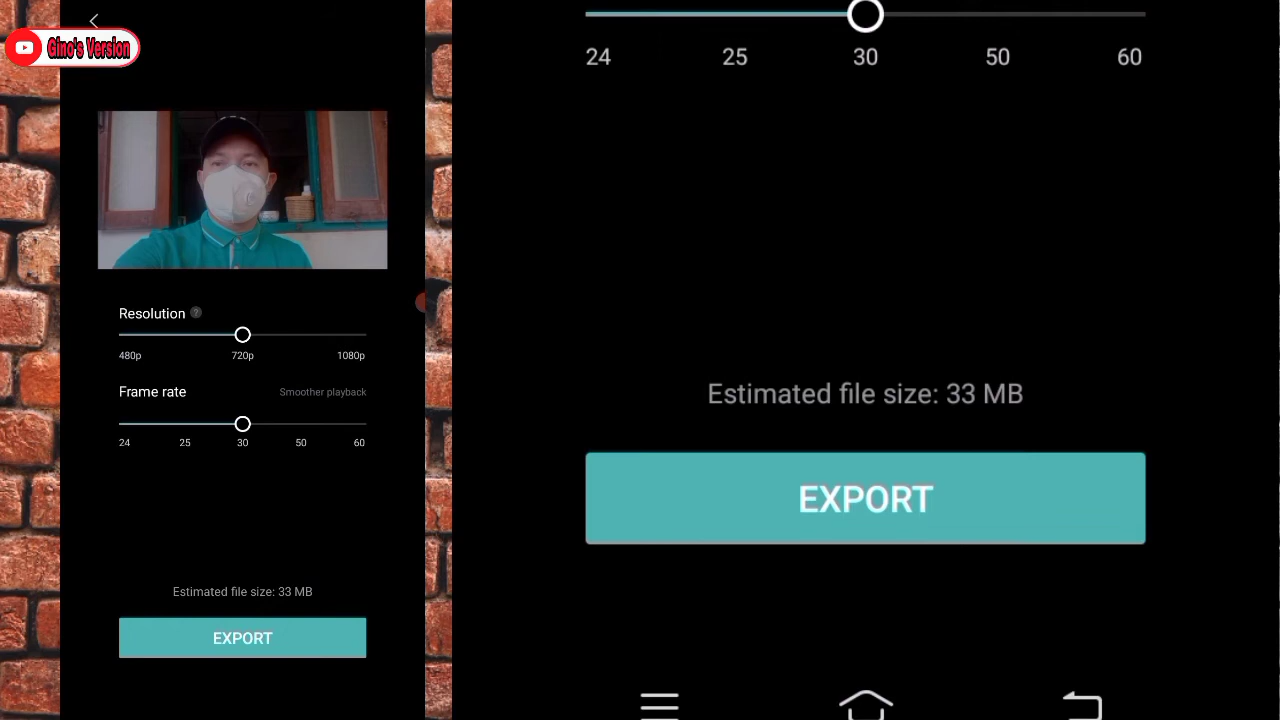 Gino's Version
Resolution ?
480p 720p 1080p
Frame rate Smoother playback
24 25 30 50 60
Estimated file size: 33 MB
EXPORT
24 25 30 50 60
Estimated file size: 33 MB
EXPORT